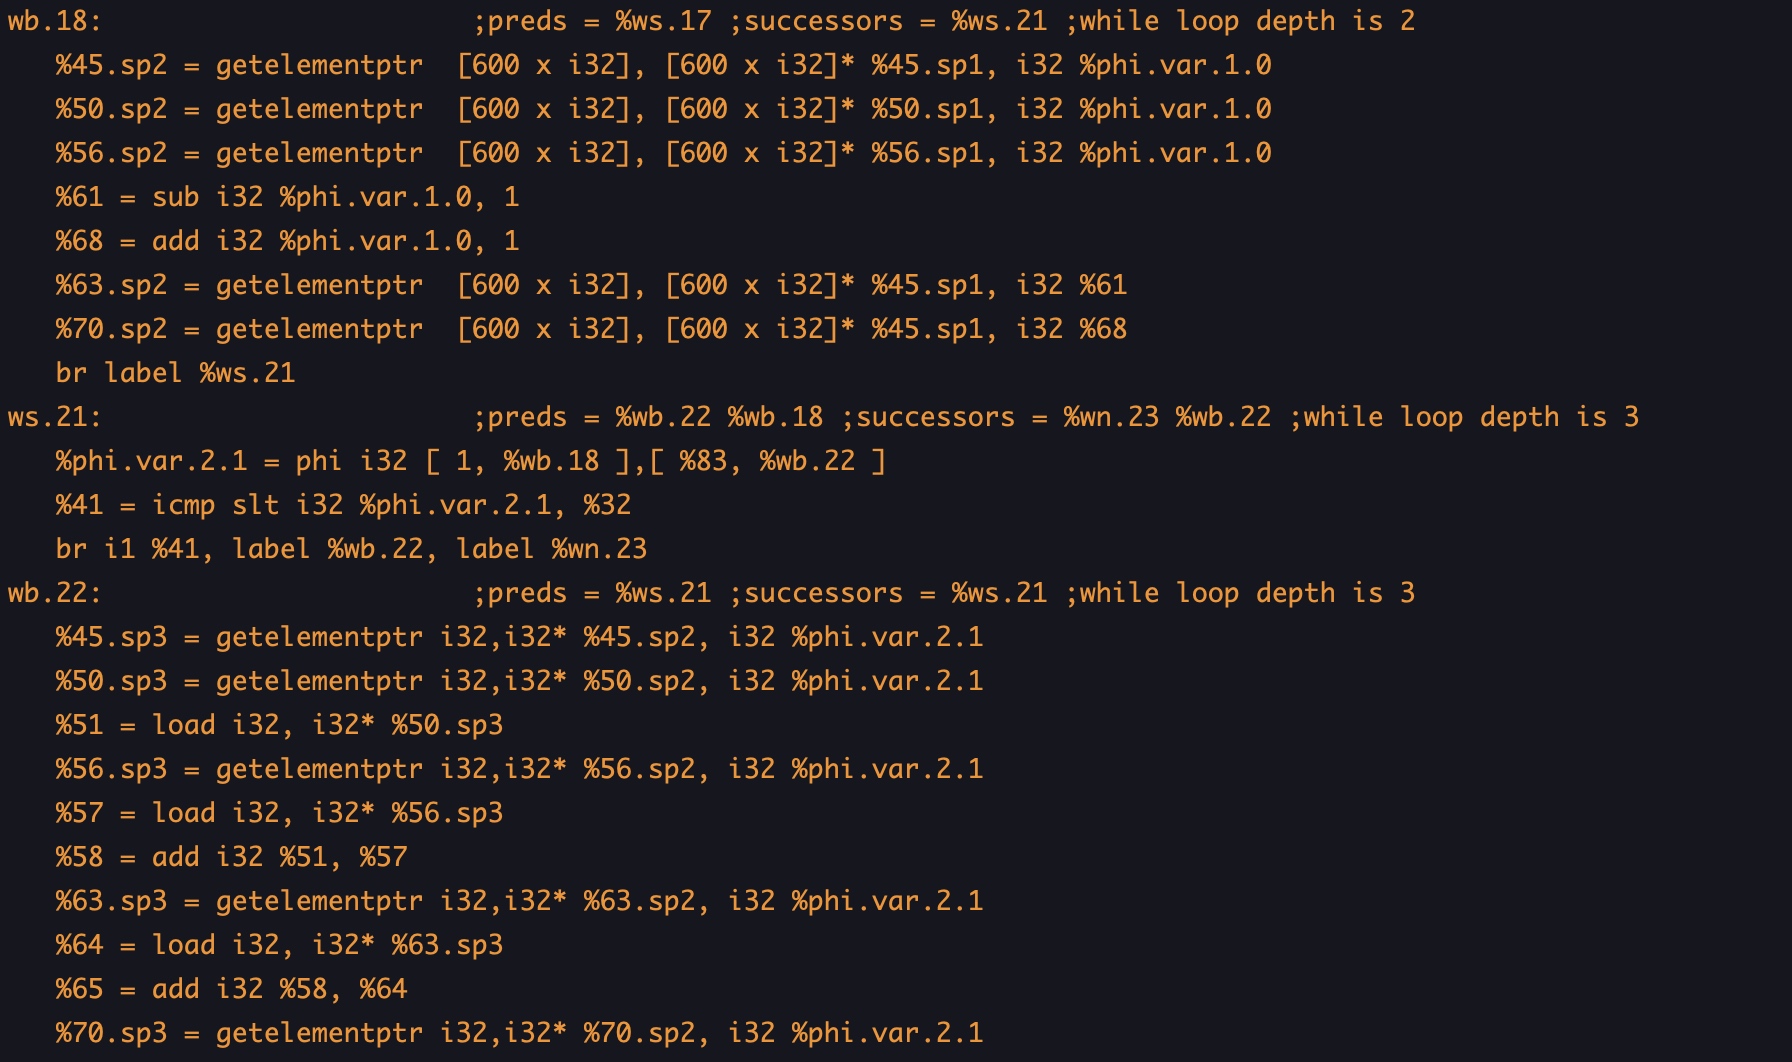 wb.18:                       ;preds = %ws.17 ;successors = %ws.21 ;while loop depth is 2
   %45.sp2 = getelementptr  [600 x i32], [600 x i32]* %45.sp1, i32 %phi.var.1.0
   %50.sp2 = getelementptr  [600 x i32], [600 x i32]* %50.sp1, i32 %phi.var.1.0
   %56.sp2 = getelementptr  [600 x i32], [600 x i32]* %56.sp1, i32 %phi.var.1.0
   %61 = sub i32 %phi.var.1.0, 1
   %68 = add i32 %phi.var.1.0, 1
   %63.sp2 = getelementptr  [600 x i32], [600 x i32]* %45.sp1, i32 %61
   %70.sp2 = getelementptr  [600 x i32], [600 x i32]* %45.sp1, i32 %68
   br label %ws.21
ws.21:                       ;preds = %wb.22 %wb.18 ;successors = %wn.23 %wb.22 ;while loop depth is 3
   %phi.var.2.1 = phi i32 [ 1, %wb.18 ],[ %83, %wb.22 ]
   %41 = icmp slt i32 %phi.var.2.1, %32
   br i1 %41, label %wb.22, label %wn.23
wb.22:                       ;preds = %ws.21 ;successors = %ws.21 ;while loop depth is 3
   %45.sp3 = getelementptr i32,i32* %45.sp2, i32 %phi.var.2.1
   %50.sp3 = getelementptr i32,i32* %50.sp2, i32 %phi.var.2.1
   %51 = load i32, i32* %50.sp3
   %56.sp3 = getelementptr i32,i32* %56.sp2, i32 %phi.var.2.1
   %57 = load i32, i32* %56.sp3
   %58 = add i32 %51, %57
   %63.sp3 = getelementptr i32,i32* %63.sp2, i32 %phi.var.2.1
   %64 = load i32, i32* %63.sp3
   %65 = add i32 %58, %64
   %70.sp3 = getelementptr i32,i32* %70.sp2, i32 %phi.var.2.1